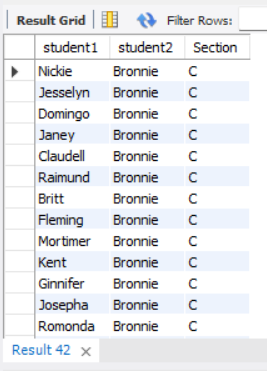 Result Grid Filter Rows:
student1 student2 Section
Nickie Bronnie C
Jesselyn Bronnie C
Domingo Bronnie C
Janey Bronnie C
Claudell Bronnie C
Raimund Bronnie C
Britt Bronnie C
Fleming Bronnie C
Mortimer Bronnie C
Kent Bronnie C
Ginnifer Bronnie C
Josepha Bronnie C
Romonda Bronnie C
Result 42 ×